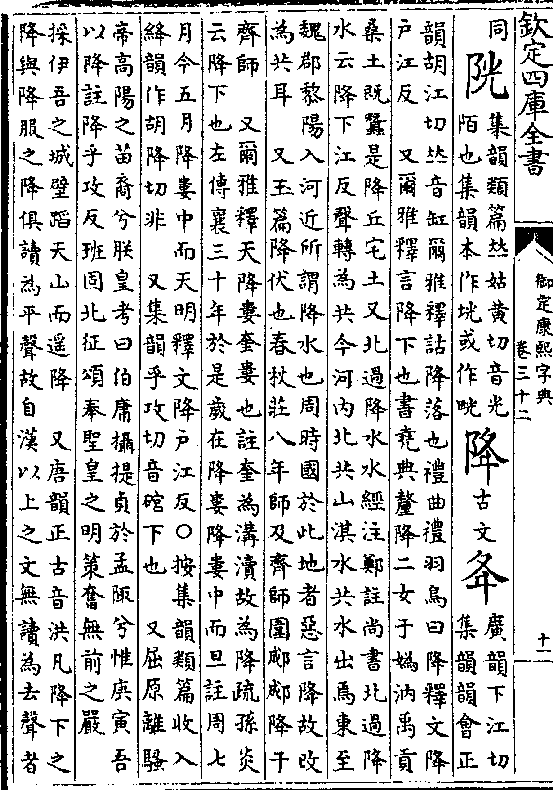 欽定四庫全書
御定康熙字典
卷三十二
十一
同
集韻類篇𠀤姑黃切音光
陌也集韻本作垙或作
降古文夅
廣韻下江切
集韻韻會正
韻胡江切𠀤音缸爾雅釋詁降落也禮曲禮羽鳥曰降釋文降
戶江反　又爾雅釋言降下也書堯典釐降二女于嬀汭禹貢
桑土既蠶是降丘宅土又北過降水水經注鄭註尚書北過降
水云降下江反聲轉為共今河內北共山淇水共水出焉東至
魏郡黎陽入河近所謂降水也周時國於此地者惡言降故改
為共耳　又玉篇降伏也春秋莊八年師及齊師圍郕郕降于
齊師　又爾雅釋天降婁奎婁也註奎為溝瀆故為降疏孫炎
云降下也左傳襄三十年於是歲在降婁降婁中而旦註周七
月今五月降婁中而天明釋文降戶江反○按集韻類篇收入
絳韻作胡降切非　又集韻乎攻切音硿下也　又屈原離騷
帝高陽之苗裔兮朕皇考曰伯庸攝提貞於孟陬兮惟庚寅吾
以降註降乎攻反班固北征頌奉聖皇之明策奮無前之嚴
採伊吾之城壁蹈天山而遥降　又唐韻正古音洪凡降下之
降與降服之降俱讀為平聲故自漢以上之文無讀為去聲者